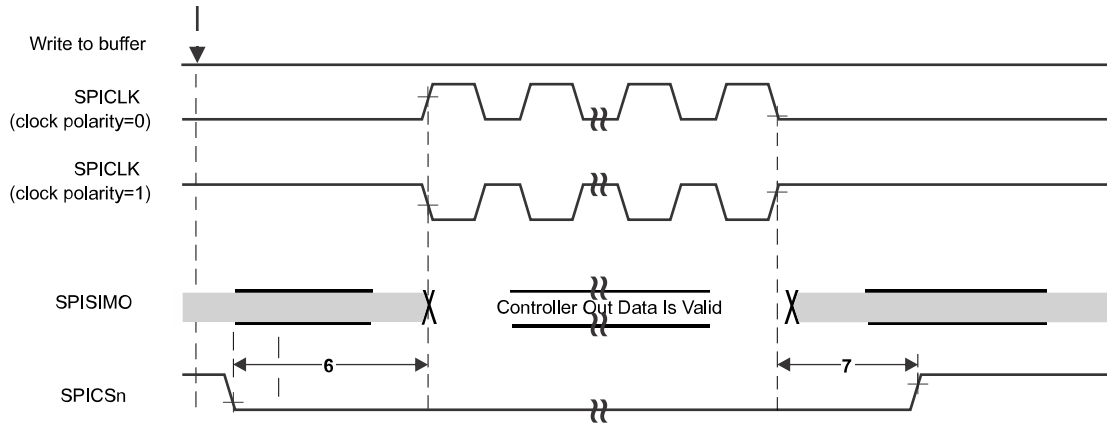 Write to buffer
SPICLK
(clock polarity=0)
SPICLK
(clock polarity=1)
SPISIMO
Controller Out Data Is Valid
6
7
SPICSn